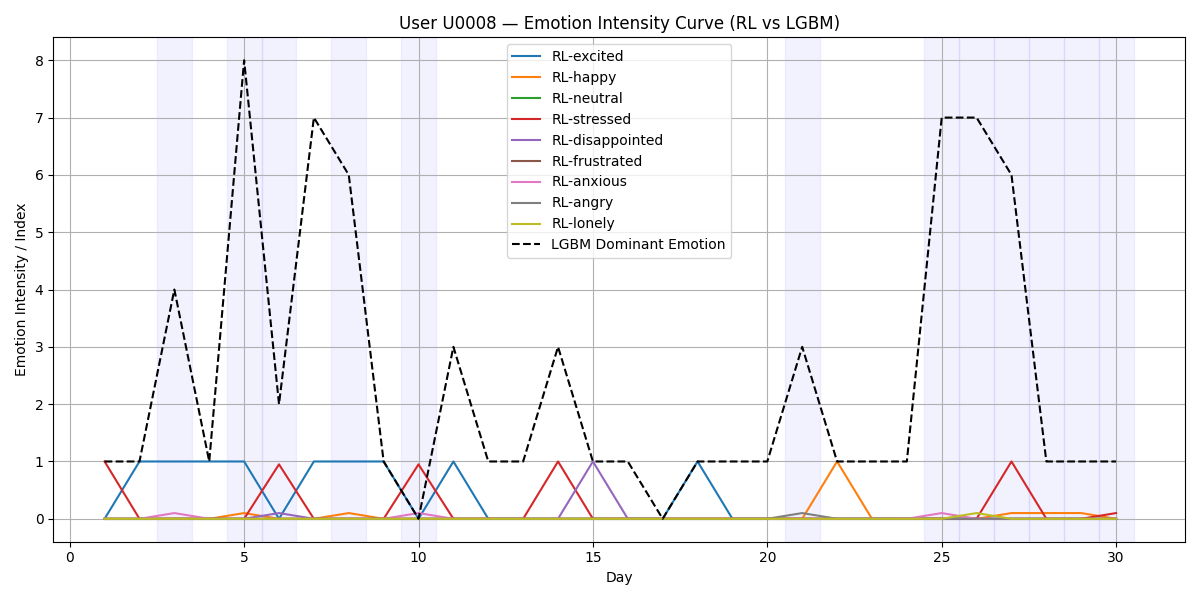 User U0008 — Emotion Intensity Curve (RL vs LGBM)
RL-excited
RL-happy
RL-neutral
RL-stressed
RL-disappointed
RL-frustrated
RL-anxious
RL-angry
RL-lonely
LGBM Dominant Emotion
Emotion Intensity / Index
8
7
6
5
4
3
2
1
0
0 5 10 15 20 25 30
Day